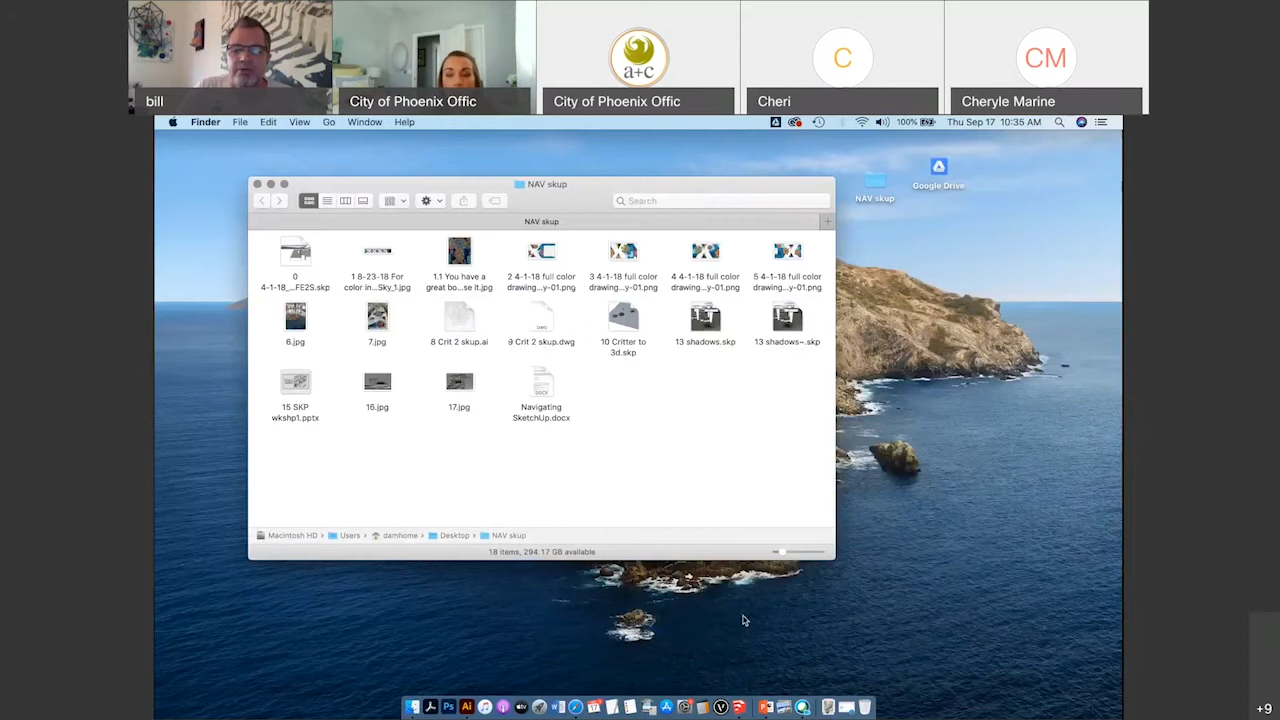 a+c
C
CM
bill
City of Phoenix Offic
City of Phoenix Offic
Cheri
Cheryle Marine
Finder File Edit View Go Window Help
100%
Thu Sep 17 10:35 AM
NAV skup
Search
NAV skup
NAV skup
Google Drive
0
4-1-18_...FE2S.skp
1 8-23-18 For
color in...Sky_1.jpg
1.1 You have a
great bo...se it.jpg
2 4-1-18 full color
drawing...y-01.png
3 4-1-18 full color
drawing...y-01.png
4 4-1-18 full color
drawing...y-01.png
5 4-1-18 full color
drawing...y-01.png
6.jpg
7.jpg
8 Crit 2 skup.ai
DWG
9 Crit 2 skup.dwg
10 Critter to
3d.skp
13 shadows.skp
13 shadows~.skp
15 SKP
wkshp1.pptx
16.jpg
17.jpg
DOCX
Navigating
SketchUp.docx
Macintosh HD › Users › damhome › Desktop › NAV skup
18 items, 294.17 GB available
Ps
Ai
tv
W
17
V
+9